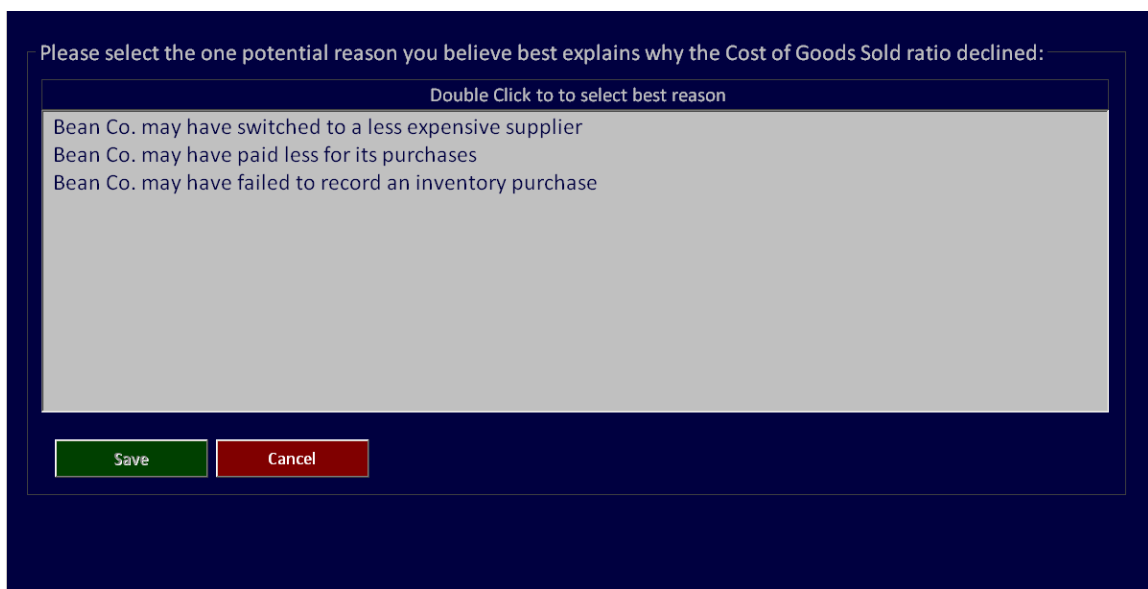 Please select the one potential reason you believe best explains why the Cost of Goods Sold ratio declined:
Double Click to to select best reason
Bean Co. may have switched to a less expensive supplier
Bean Co. may have paid less for its purchases
Bean Co. may have failed to record an inventory purchase
Save Cancel